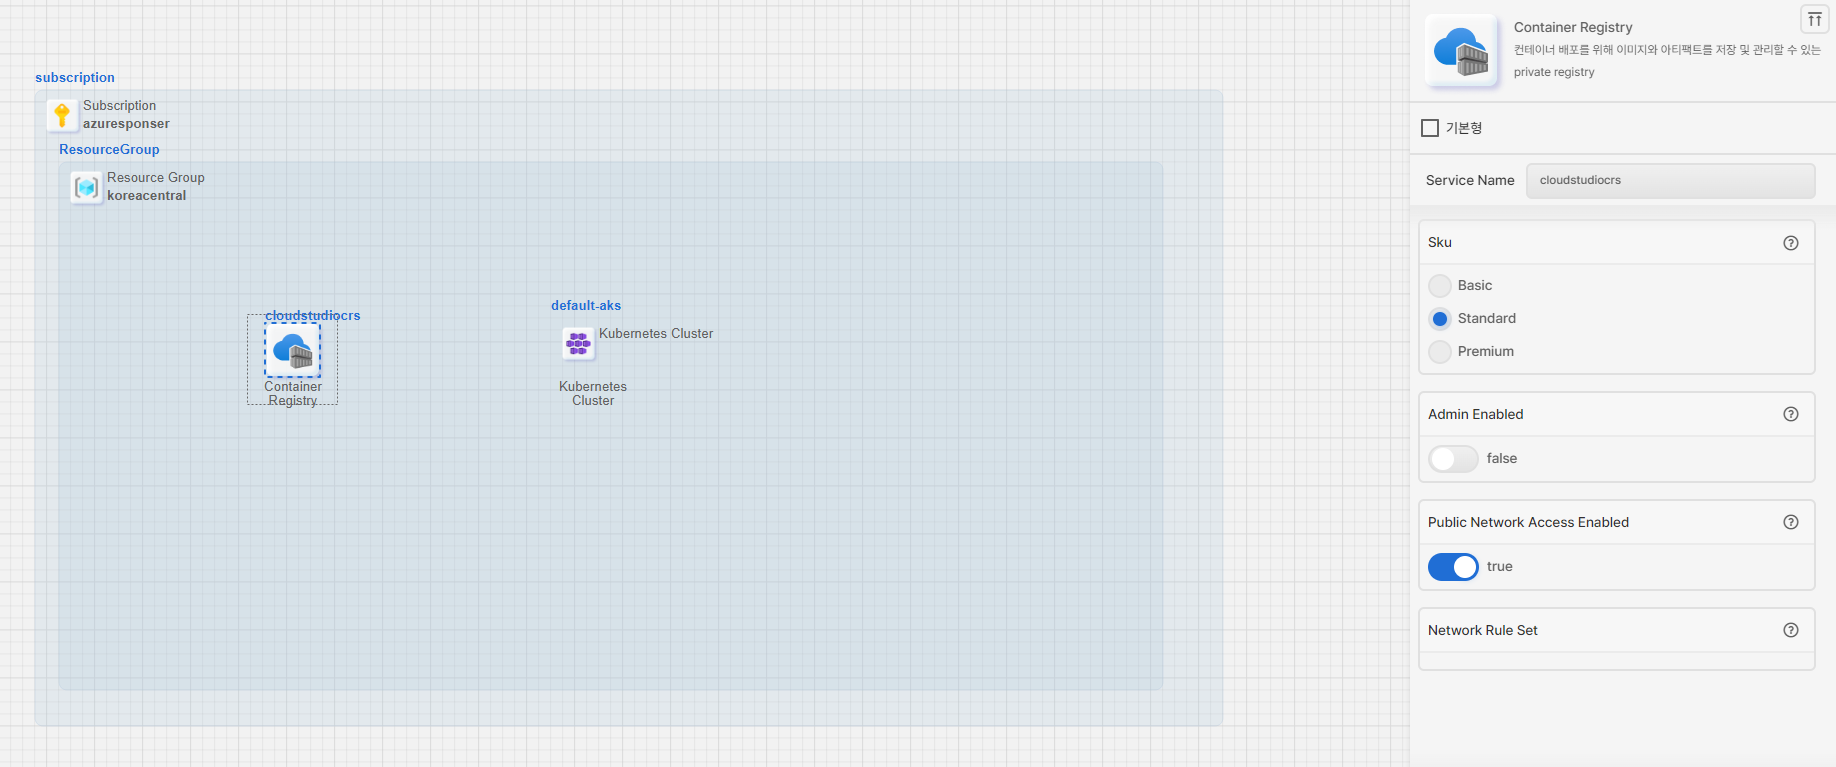 subscription
Subscription
azuresponser
ResourceGroup
Resource Group
koreacentral
cloudstudiocrs
Container
Registry
default-aks
Kubernetes Cluster
Kubernetes
Cluster
Container Registry
컨테이너 배포를 위해 이미지와 아티팩트를 저장 및 관리할 수 있는
private registry
기본형
Service Name
cloudstudiocrs
Sku
Basic
Standard
Premium
Admin Enabled
false
Public Network Access Enabled
true
Network Rule Set